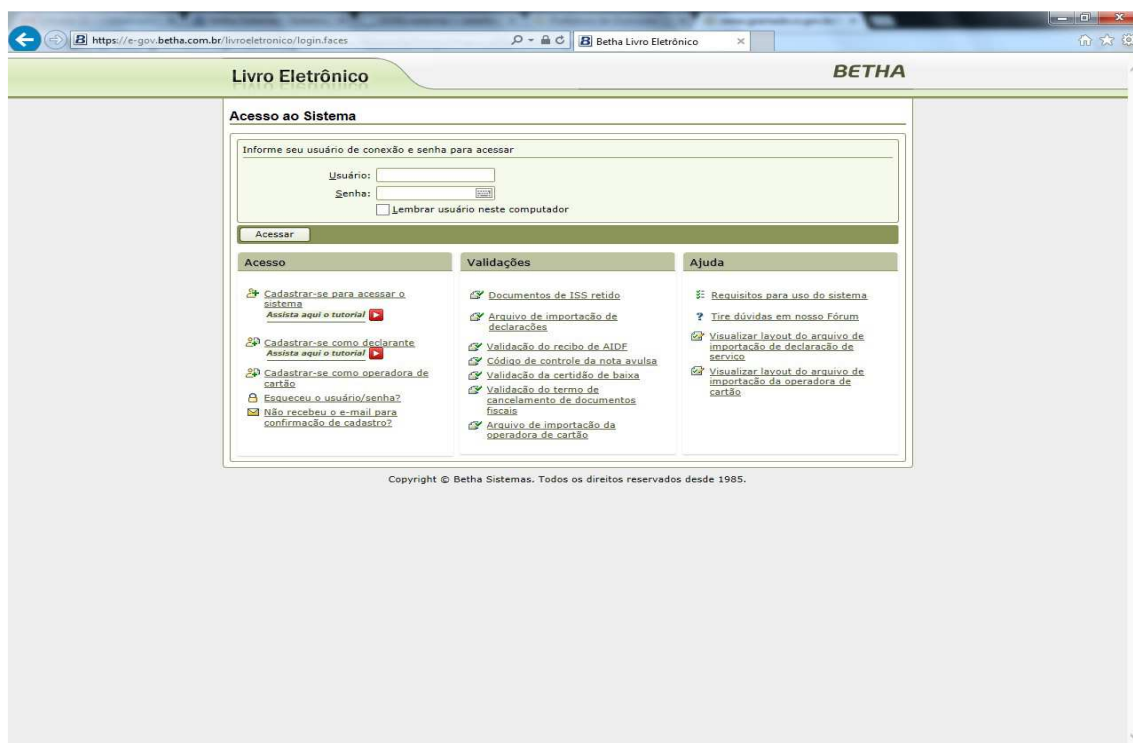 https://e-gov.betha.com.br/livroeletronico/login.faces
Betha Livro Eletrônico
Livro Eletrônico
BETHA
Acesso ao Sistema
Informe seu usuário de conexão e senha para acessar
Usuário:
Senha:
Lembrar usuário neste computador
Acessar
Acesso
Cadastrar-se para acessar o
sistema
Assista aqui o tutorial
Cadastrar-se como declarante
Assista aqui o tutorial
Cadastrar-se como operadora de
cartão
Esqueceu o usuário/senha?
Não recebeu o e-mail para
confirmação de cadastro?
Validações
Documentos de ISS retido
Arquivo de importação de
declarações
Validação do recibo de AIDF
Código de controle da nota avulsa
Validação da certidão de baixa
Validação do termo de
cancelamento de documentos
fiscais
Arquivo de importação da
operadora de cartão
Ajuda
Requisitos para uso do sistema
Tire dúvidas em nosso Fórum
Visualizar layout do arquivo de
importação de declaração de
serviço
Visualizar layout do arquivo de
importação da operadora de
cartão
Copyright © Betha Sistemas. Todos os direitos reservados desde 1985.